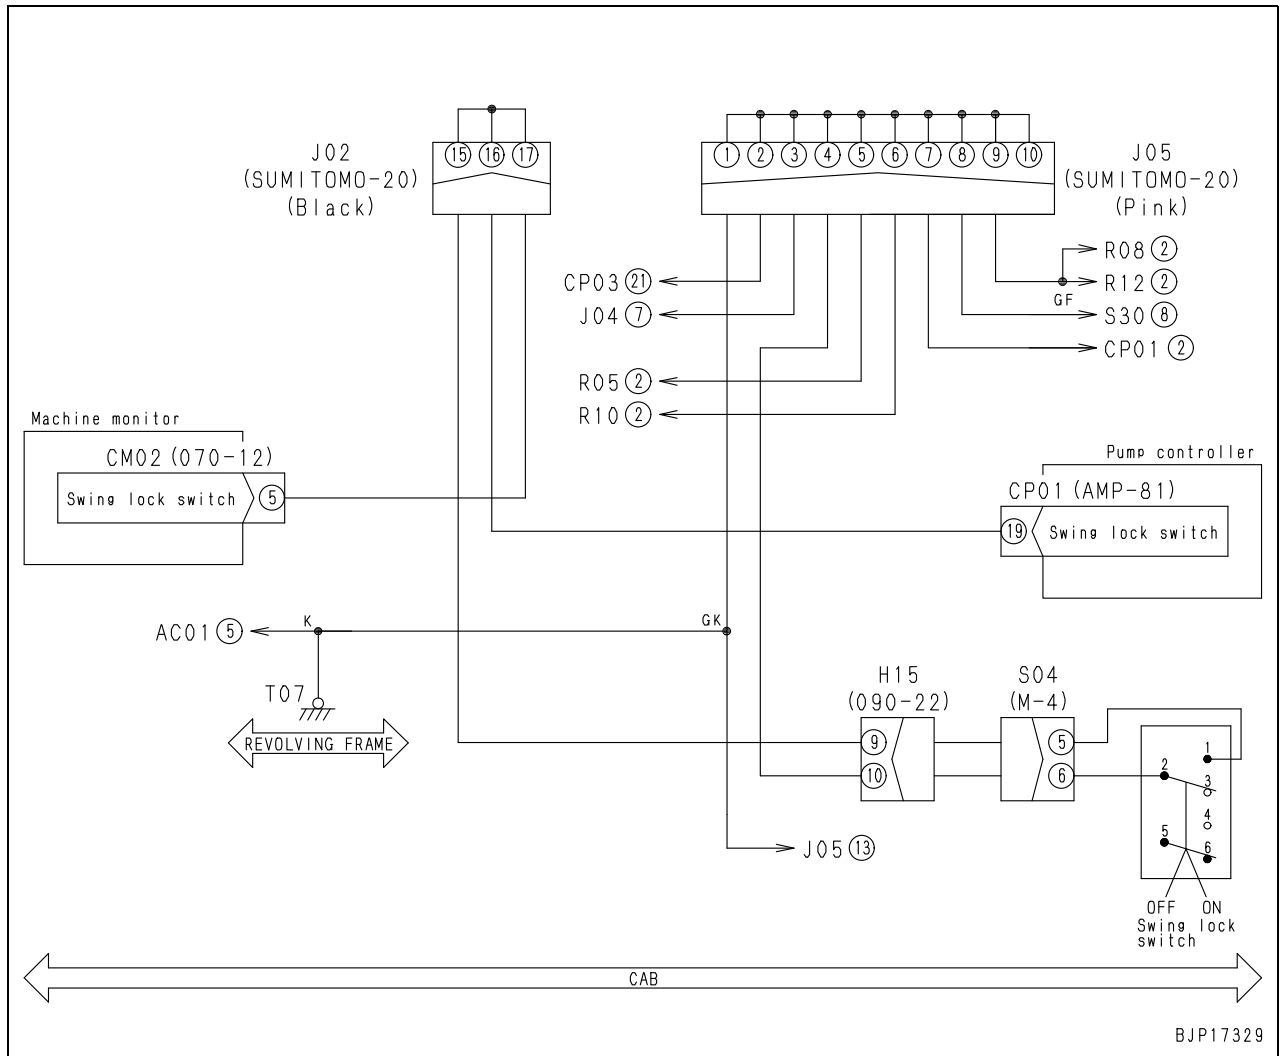 J02
(SUMITOMO-20)
(Black)
15 16 17
1 2 3 4 5 6 7 8 9 10
J05
(SUMITOMO-20)
(Pink)
R08 2
CP03 21
R12 2
GF
J04 7
S30 8
CP01 2
R05 2
R10 2
Machine monitor
CM02 (070-12)
Swing lock switch 5
Pump controller
CP01 (AMP-81)
19 Swing lock switch
AC01 5
K
GK
T07
REVOLVING FRAME
H15
(090-22)
9
10
S04
(M-4)
5
6
1
2
3
4
5
6
J05 13
OFF ON
Swing lock
switch
CAB
BJP17329